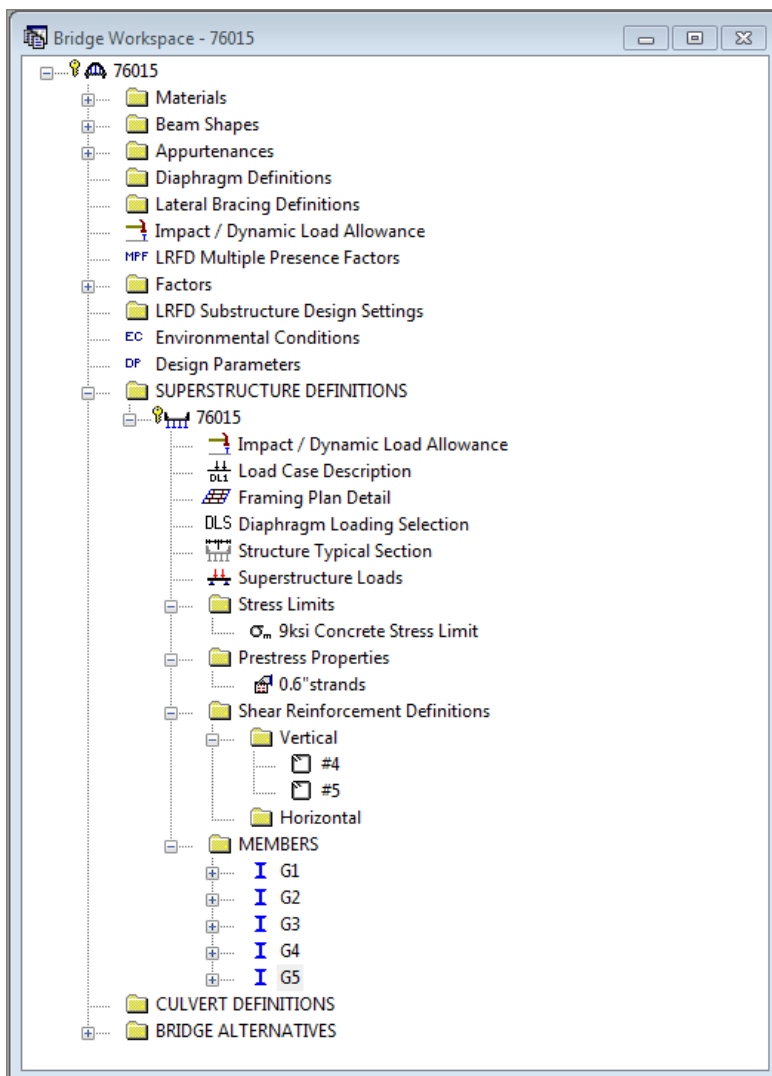 Bridge Workspace - 76015
76015
Materials
Beam Shapes
Appurtenances
Diaphragm Definitions
Lateral Bracing Definitions
Impact / Dynamic Load Allowance
MPF LRFD Multiple Presence Factors
Factors
LRFD Substructure Design Settings
EC Environmental Conditions
DP Design Parameters
SUPERSTRUCTURE DEFINITIONS
76015
Impact / Dynamic Load Allowance
DL1 Load Case Description
Framing Plan Detail
DLS Diaphragm Loading Selection
Structure Typical Section
Superstructure Loads
Stress Limits
σm 9ksi Concrete Stress Limit
Prestress Properties
0.6"strands
Shear Reinforcement Definitions
Vertical
#4
#5
Horizontal
MEMBERS
G1
G2
G3
G4
G5
CULVERT DEFINITIONS
BRIDGE ALTERNATIVES